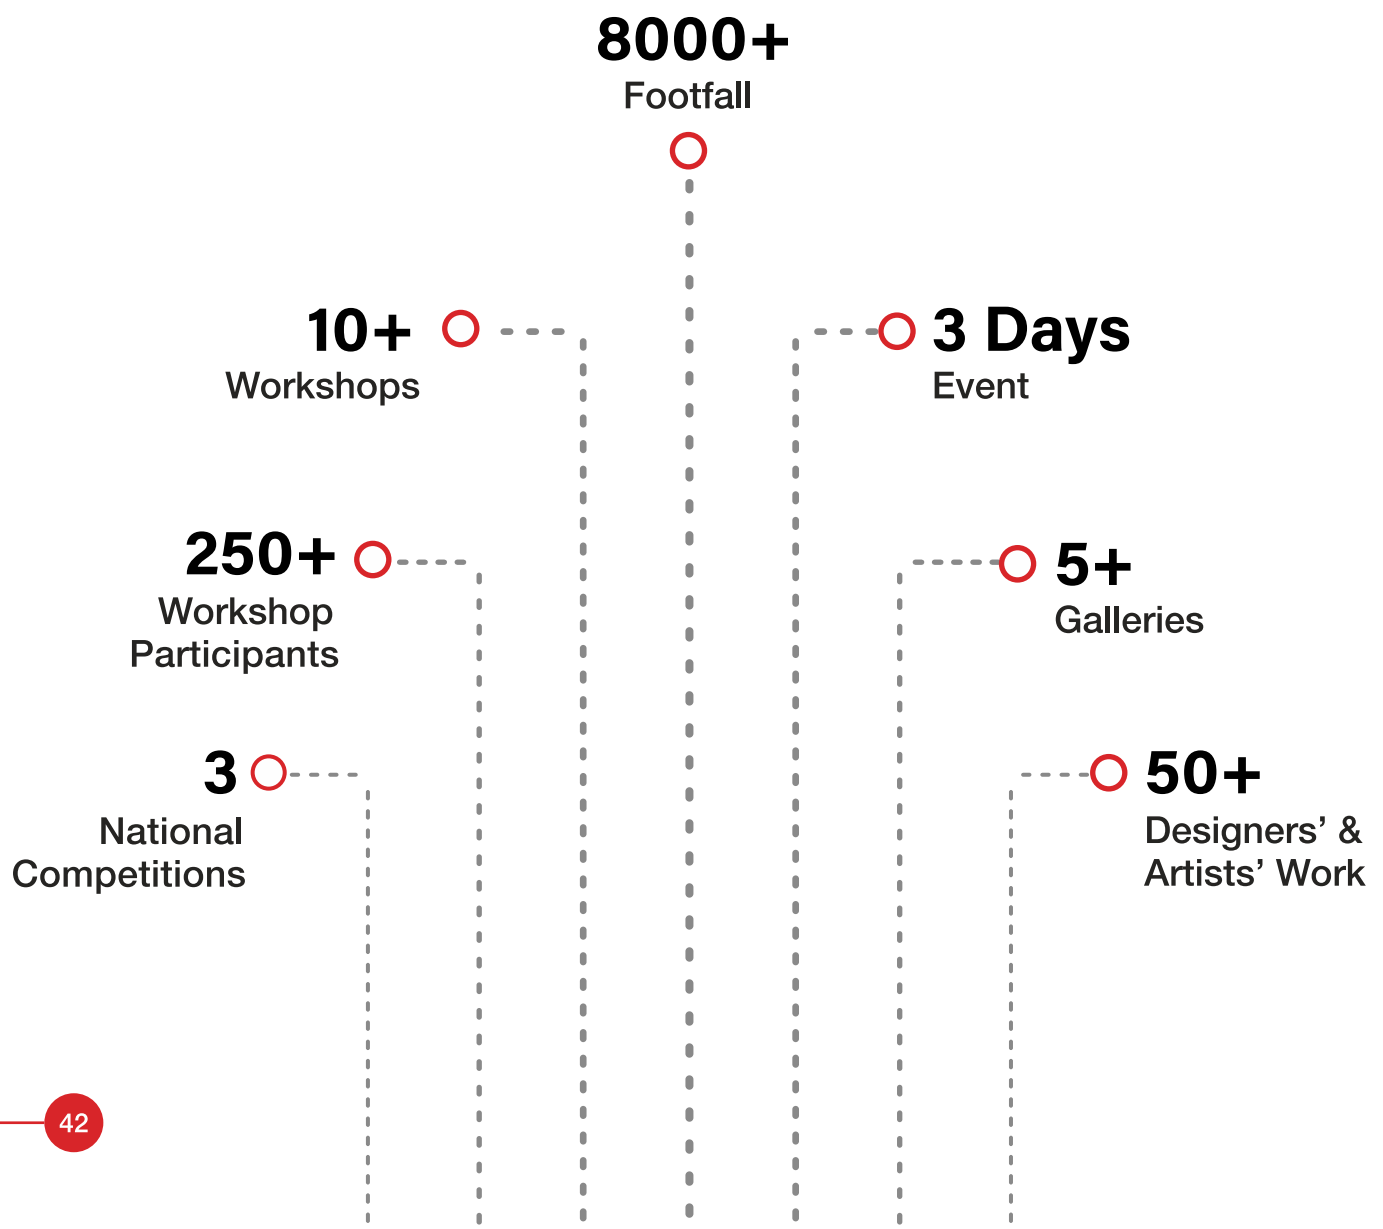 8000+
Footfall
10+
Workshops
3 Days
Event
250+
Workshop
Participants
5+
Galleries
3
National
Competitions
50+
Designers’ &
Artists’ Work
42